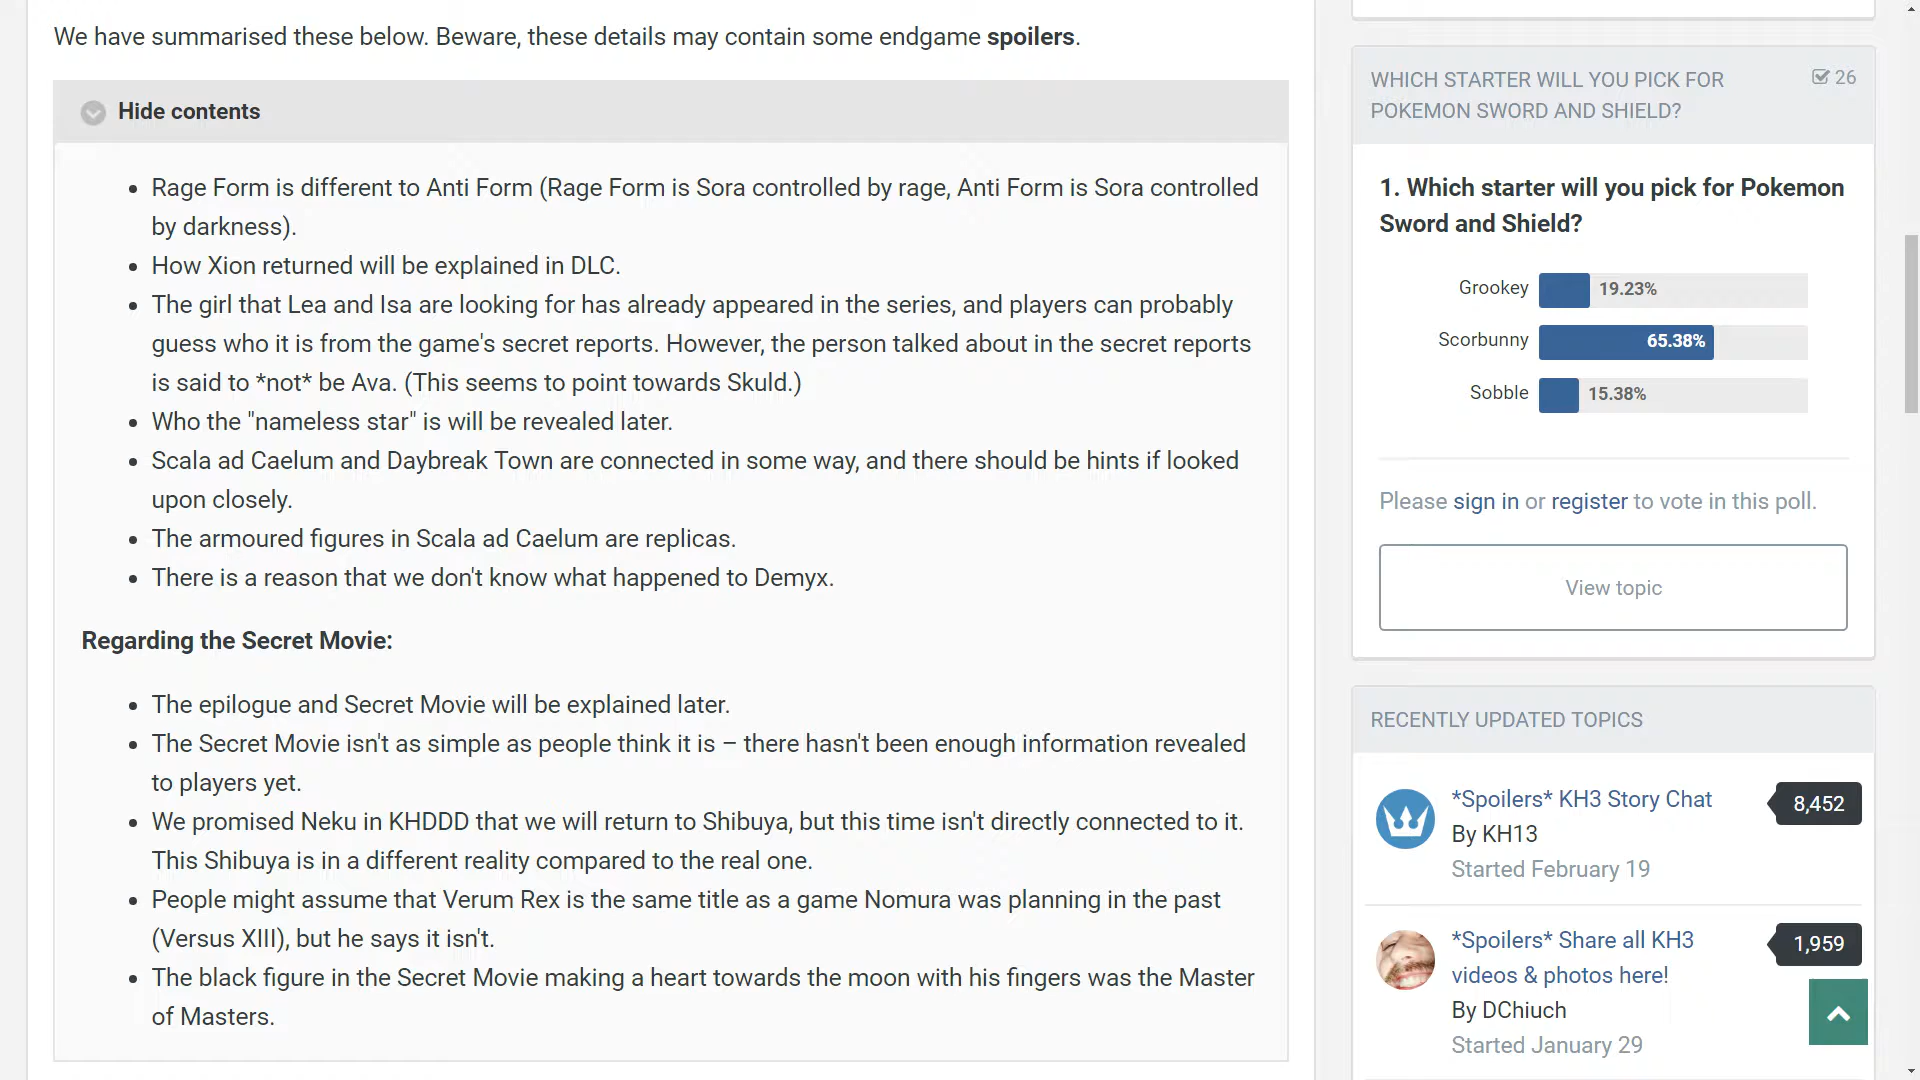 We have summarised these below. Beware, these details may contain some endgame spoilers.
Hide contents
Rage Form is different to Anti Form (Rage Form is Sora controlled by rage, Anti Form is Sora controlled
by darkness).
How Xion returned will be explained in DLC.
The girl that Lea and Isa are looking for has already appeared in the series, and players can probably
guess who it is from the game's secret reports. However, the person talked about in the secret reports
is said to *not* be Ava. (This seems to point towards Skuld.)
Who the "nameless star" is will be revealed later.
Scala ad Caelum and Daybreak Town are connected in some way, and there should be hints if looked
upon closely.
The armoured figures in Scala ad Caelum are replicas.
There is a reason that we don't know what happened to Demyx.
Regarding the Secret Movie:
The epilogue and Secret Movie will be explained later.
The Secret Movie isn't as simple as people think it is – there hasn't been enough information revealed
to players yet.
We promised Neku in KHDDD that we will return to Shibuya, but this time isn't directly connected to it.
This Shibuya is in a different reality compared to the real one.
People might assume that Verum Rex is the same title as a game Nomura was planning in the past
(Versus XIII), but he says it isn't.
The black figure in the Secret Movie making a heart towards the moon with his fingers was the Master
of Masters.
WHICH STARTER WILL YOU PICK FOR
POKEMON SWORD AND SHIELD?
26
1. Which starter will you pick for Pokemon
Sword and Shield?
Grookey 19.23%
Scorbunny 65.38%
Sobble 15.38%
Please sign in or register to vote in this poll.
View topic
RECENTLY UPDATED TOPICS
*Spoilers* KH3 Story Chat
8,452
By KH13
Started February 19
*Spoilers* Share all KH3
1,959
videos & photos here!
By DChiuch
Started January 29